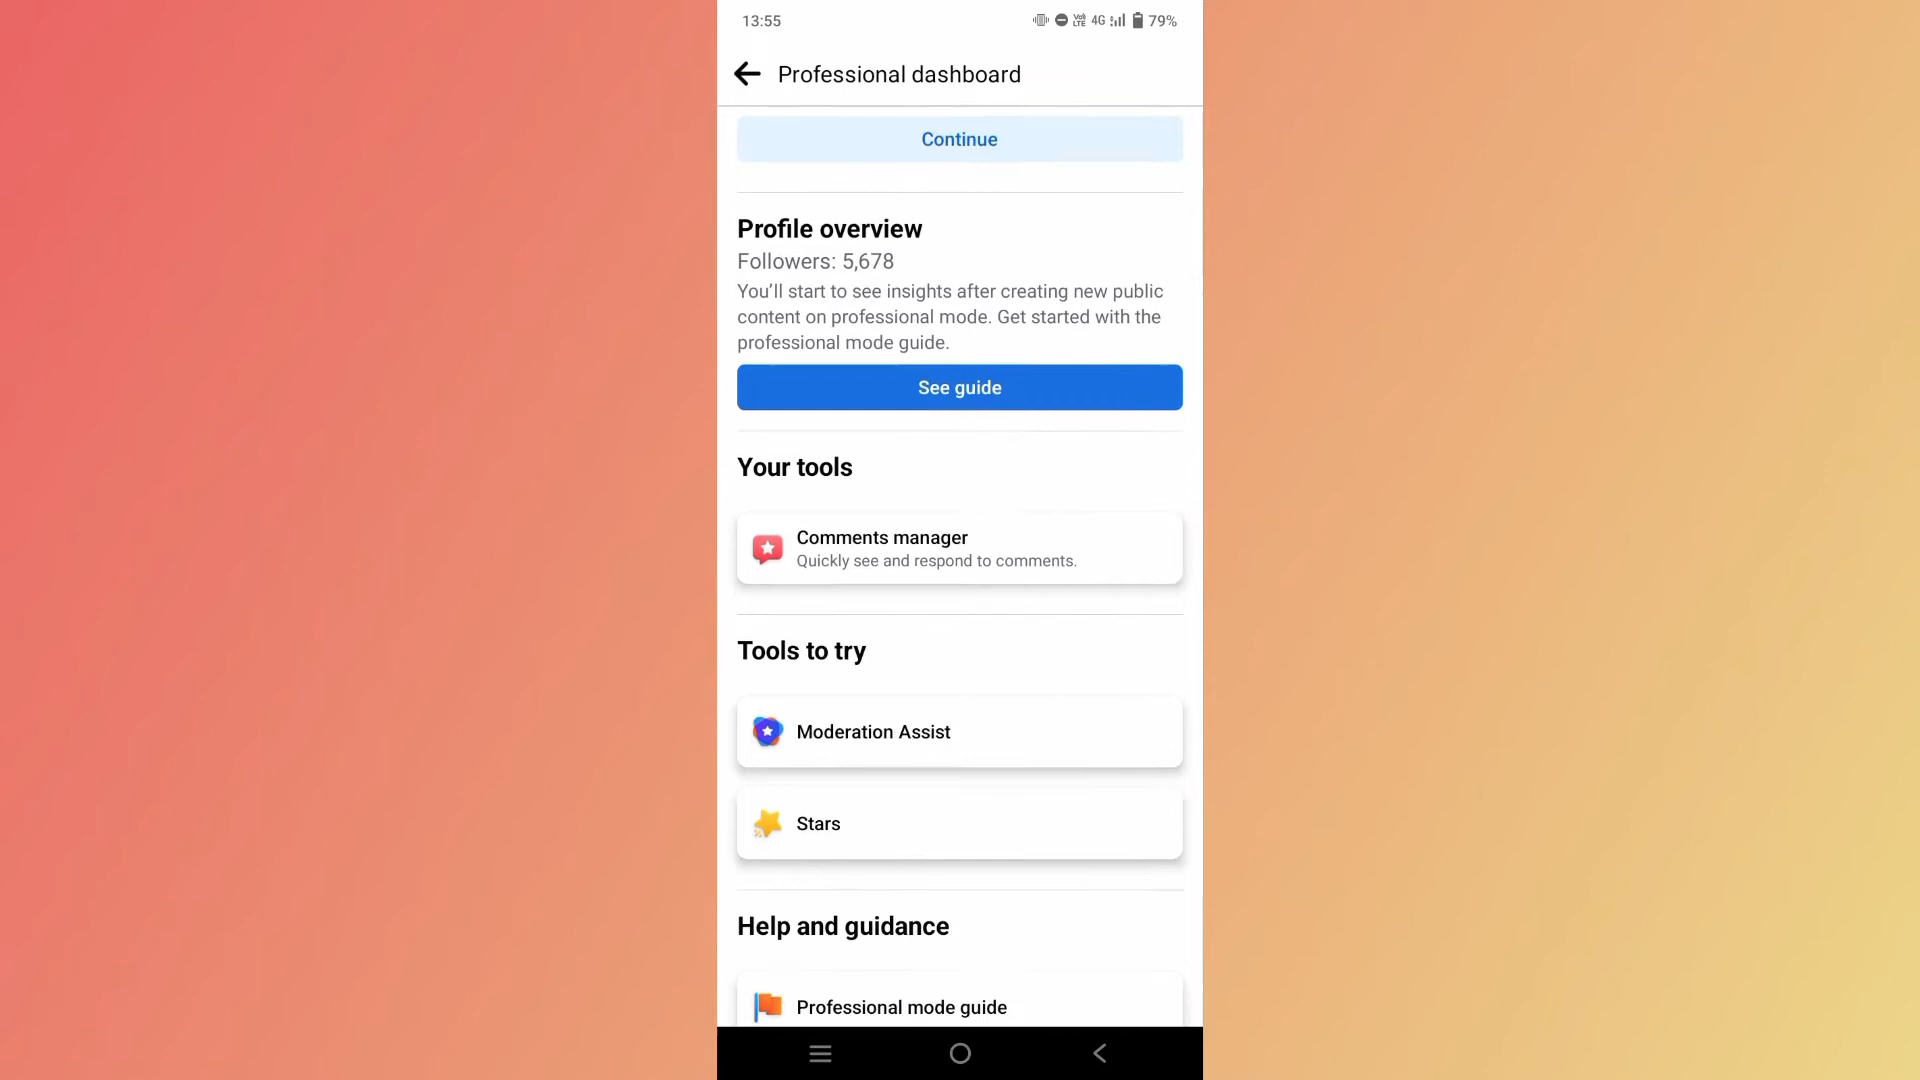 13:55
Vo) LTE 4G 79%
Professional dashboard
Continue
Profile overview
Followers: 5,678
You’ll start to see insights after creating new public
content on professional mode. Get started with the
professional mode guide.
See guide
Your tools
Comments manager
Quickly see and respond to comments.
Tools to try
Moderation Assist
Stars
Help and guidance
Professional mode guide